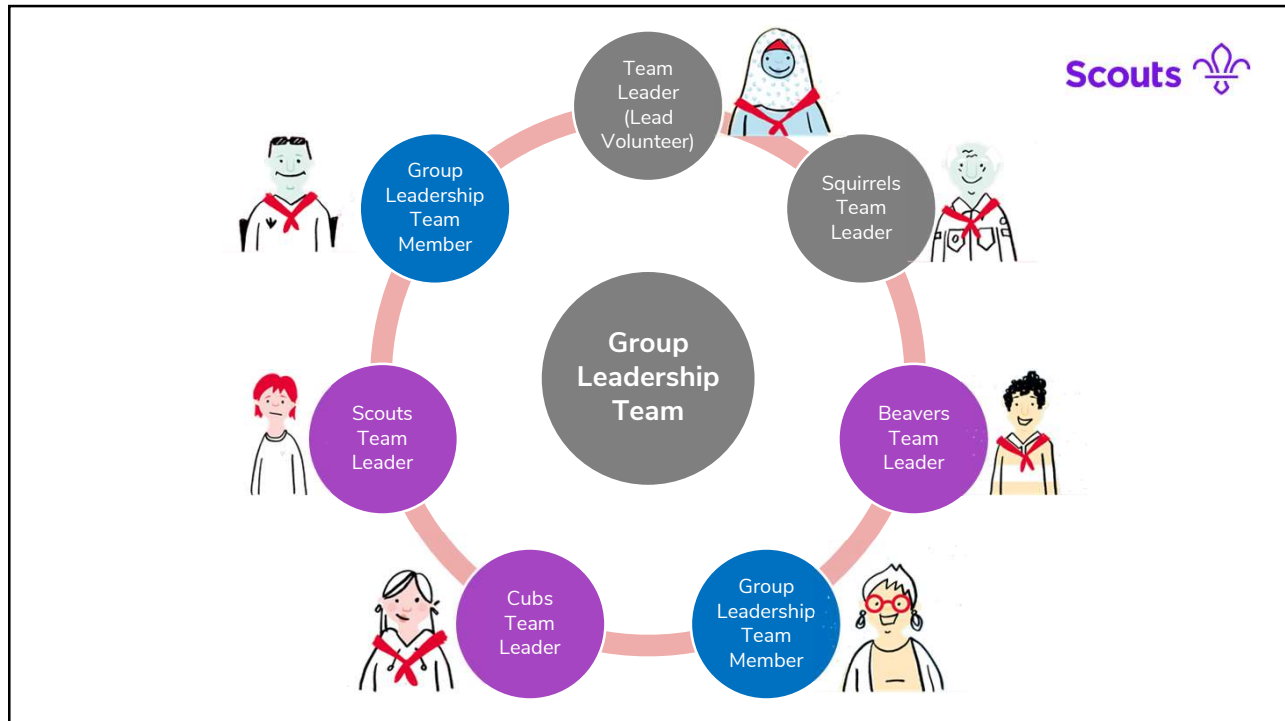 Scouts
Team
Leader
(Lead
Volunteer)
Squirrels
Team
Leader
Beavers
Team
Leader
Group
Leadership
Team
Member
Cubs
Team
Leader
Scouts
Team
Leader
Group
Leadership
Team
Member
Group
Leadership
Team